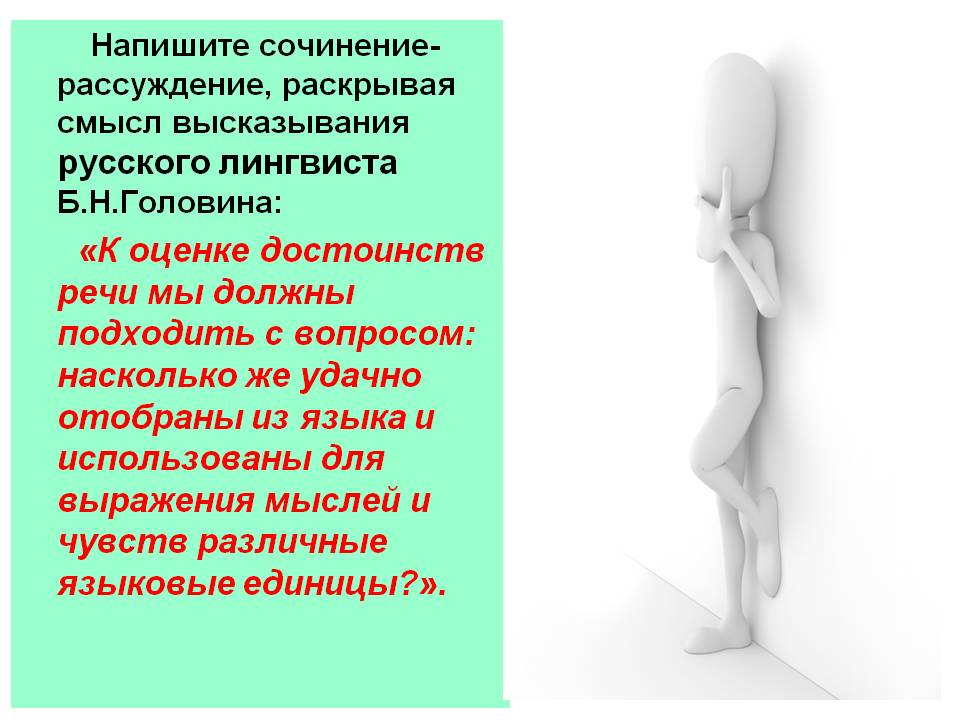 Напишите сочинение-
рассуждение, раскрывая
смысл высказывания
русского лингвиста
Б.Н.Головина:
«К оценке достоинств
речи мы должны
подходить с вопросом:
насколько же удачно
отобраны из языка и
использованы для
выражения мыслей и
чувств различные
языковые единицы?».